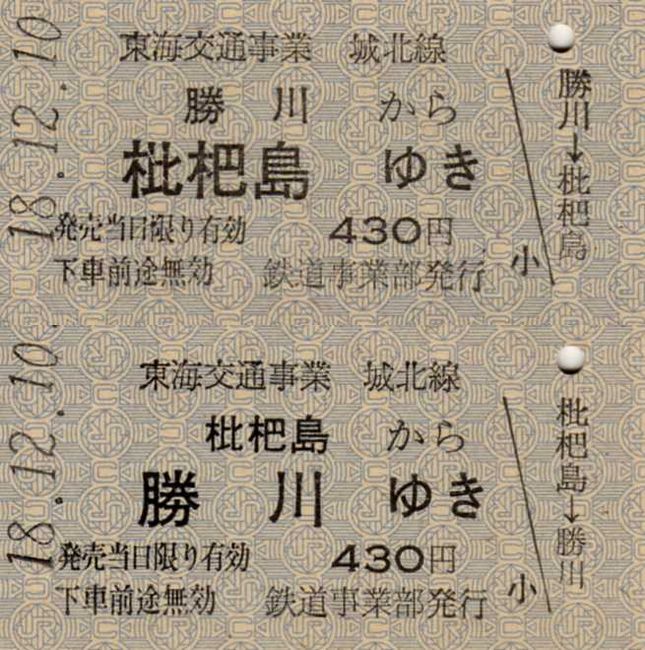 18.12.10
東海交通事業 城北線
勝川 から
枇杷島 ゆき
発売当日限り有効 430円
下車前途無効 鉄道事業部発行
小
勝川→枇杷島
18.12.10
東海交通事業 城北線
枇杷島 から
勝川 ゆき
発売当日限り有効 430円
下車前途無効 鉄道事業部発行
小
枇杷島→勝川